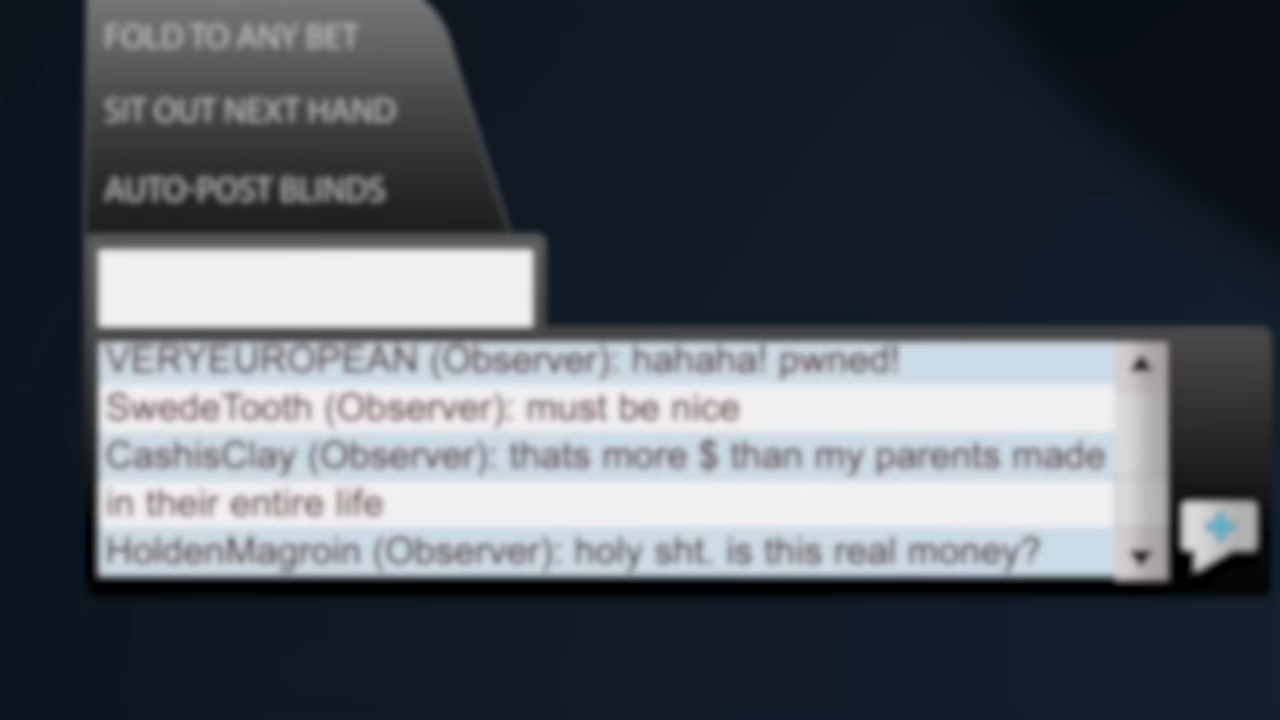 FOLD TO ANY BET
SIT OUT NEXT HAND
AUTO-POST BLINDS
VERYEUROPEAN (Observer): hahaha! pwned!
SwedeTooth (Observer): must be nice
CashisClay (Observer): thats more $ than my parents made
in their entire life
HoldenMagroin (Observer): holy sht. is this real money?